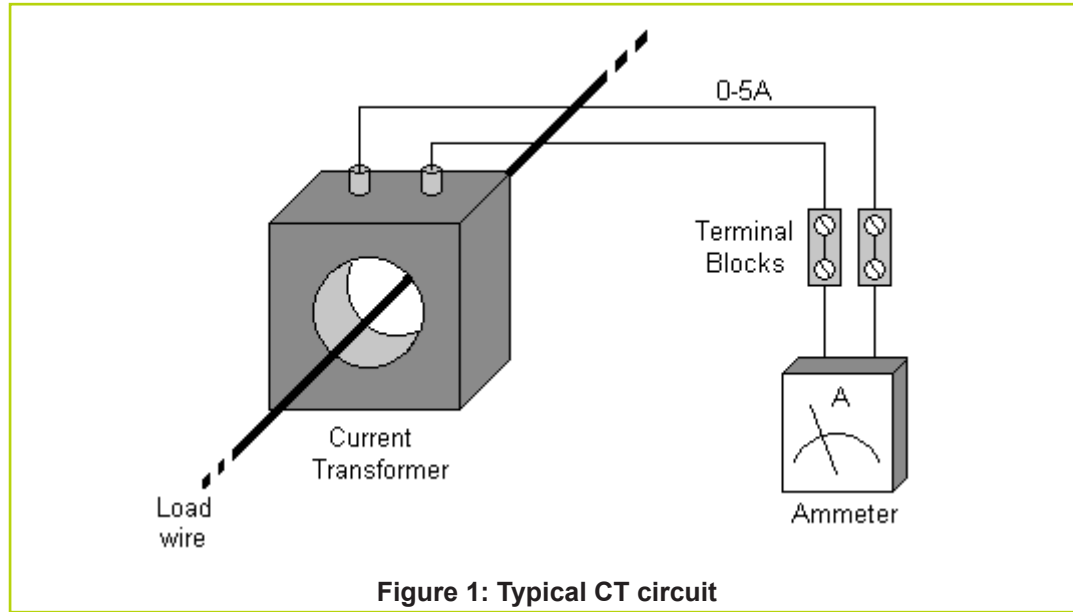 0-5A
Terminal
Blocks
A
Current
Transformer
Ammeter
Load
wire
Figure 1: Typical CT circuit